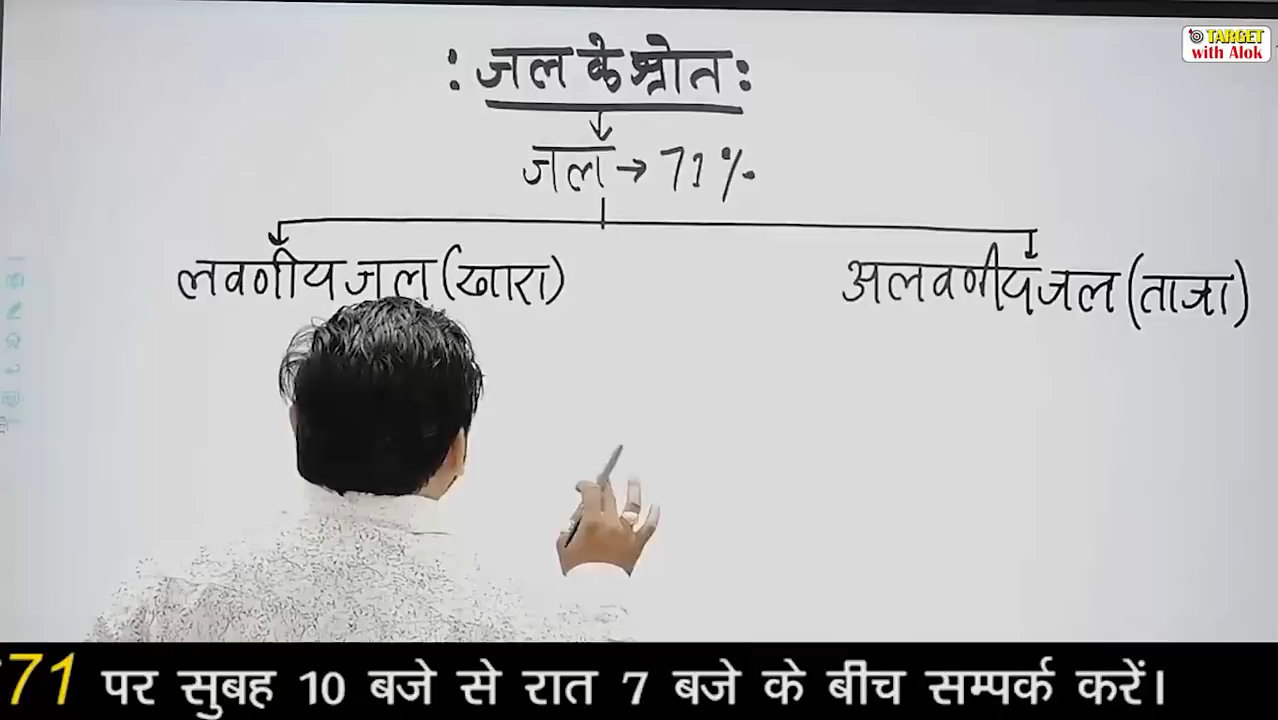 TARGET
with Alok
: जल के श्रोत :
जल → 71%
लवणीय जल (खारा)
अलवणीय जल (ताजा)
71 पर सुबह 10 बजे से रात 7 बजे के बीच सम्पर्क करें।